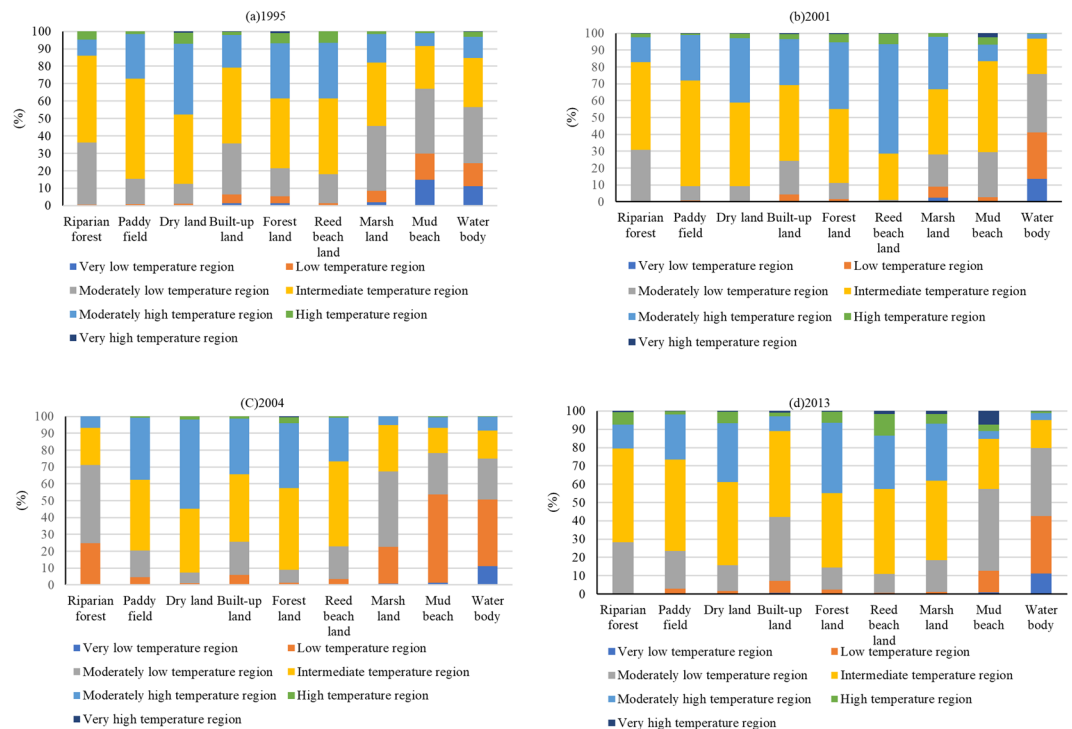 (a)1995
100
90
80
70
60
50
40
30
20
10
0
(%)
Riparian forest
Paddy field
Dry land
Built-up land
Forest land
Reed beach land
Marsh land
Mud beach
Water body
Very low temperature region
Low temperature region
Moderately low temperature region
Intermediate temperature region
Moderately high temperature region
High temperature region
Very high temperature region
(b)2001
100
90
80
70
60
50
40
30
20
10
0
(%)
Riparian forest
Paddy field
Dry land
Built-up land
Forest land
Reed beach land
Marsh land
Mud beach
Water body
Very low temperature region
Low temperature region
Moderately low temperature region
Intermediate temperature region
Moderately high temperature region
High temperature region
Very high temperature region
(C)2004
100
90
80
70
60
50
40
30
20
10
0
(%)
Riparian forest
Paddy field
Dry land
Built-up land
Forest land
Reed beach land
Marsh land
Mud beach
Water body
Very low temperature region
Low temperature region
Moderately low temperature region
Intermediate temperature region
Moderately high temperature region
High temperature region
Very high temperature region
(d)2013
100
90
80
70
60
50
40
30
20
10
0
(%)
Riparian forest
Paddy field
Dry land
Built-up land
Forest land
Reed beach land
Marsh land
Mud beach
Water body
Very low temperature region
Low temperature region
Moderately low temperature region
Intermediate temperature region
Moderately high temperature region
High temperature region
Very high temperature region